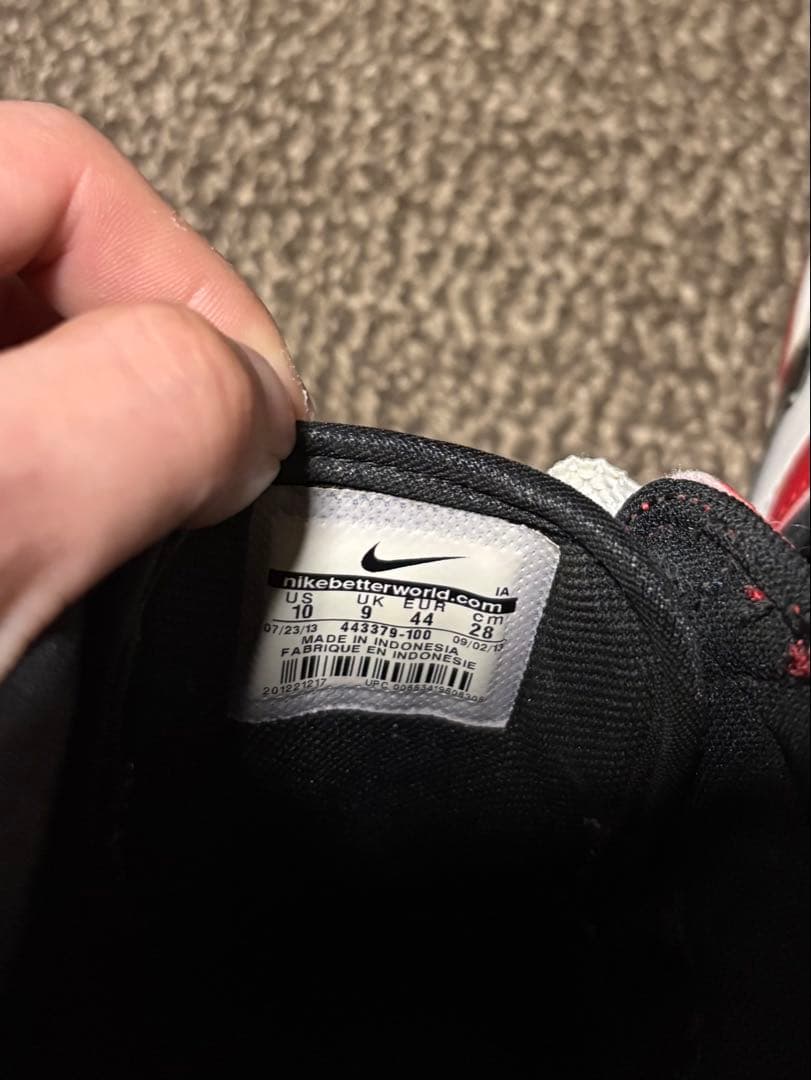 nikebetterworld.com
IA
US UK EUR cm
10 9 44 28
07/23/13 443379-100 09/02/13
MADE IN INDONESIA
FABRIQUE EN INDONESIE
201221217 UPC